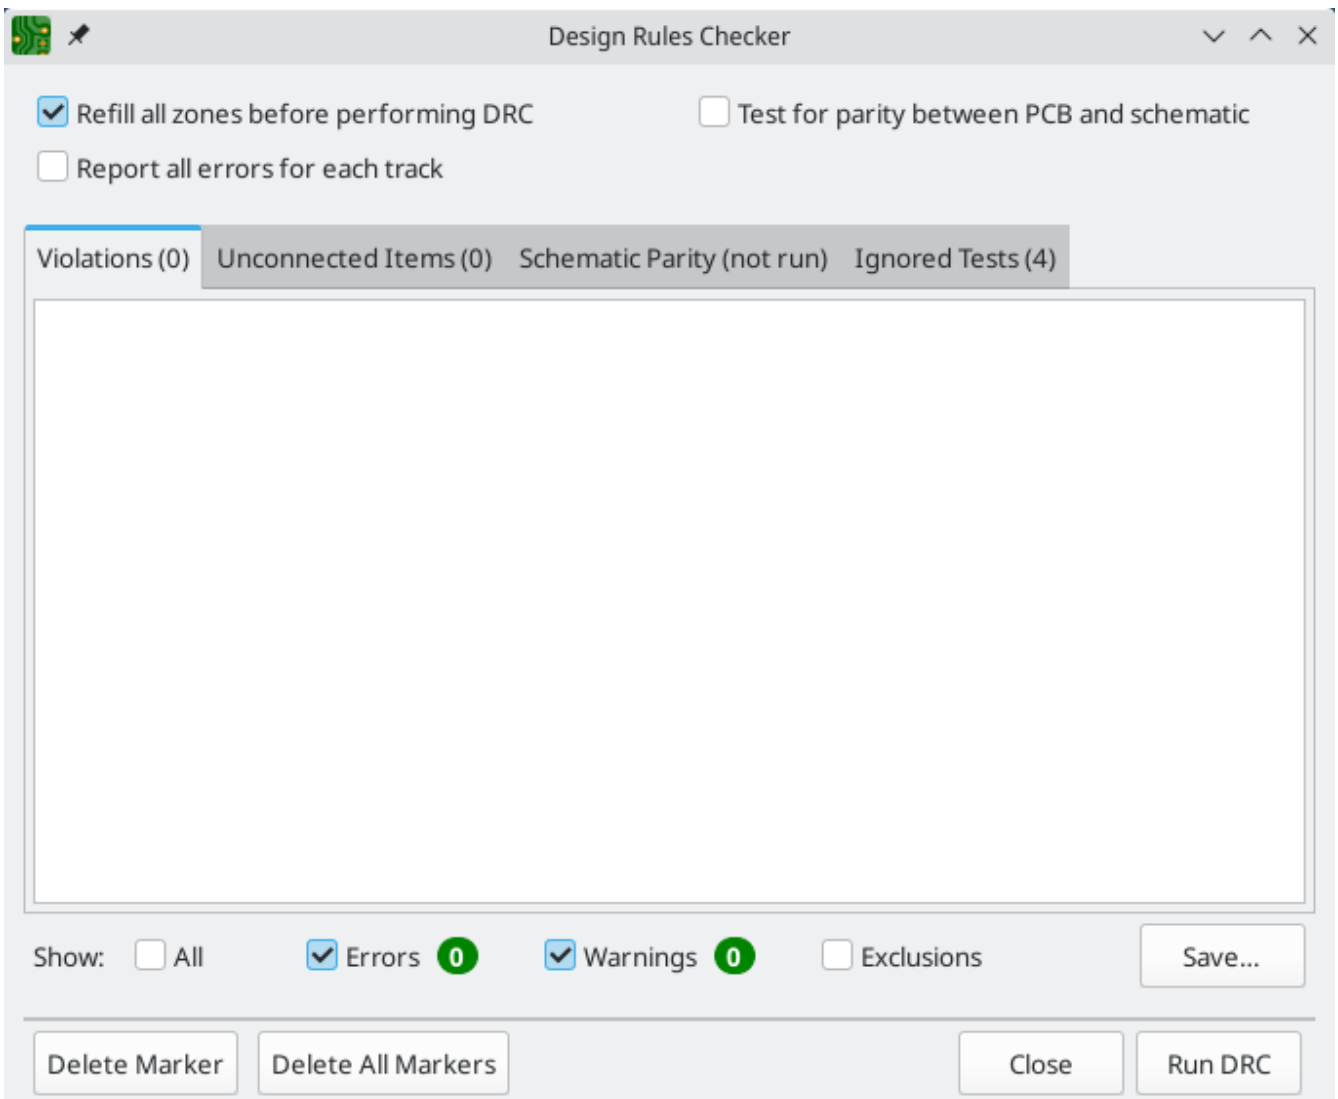 Design Rules Checker
Refill all zones before performing DRC
Test for parity between PCB and schematic
Report all errors for each track
Violations (0) Unconnected Items (0) Schematic Parity (not run) Ignored Tests (4)
Show: All Errors 0 Warnings 0 Exclusions Save...
Delete Marker Delete All Markers Close Run DRC